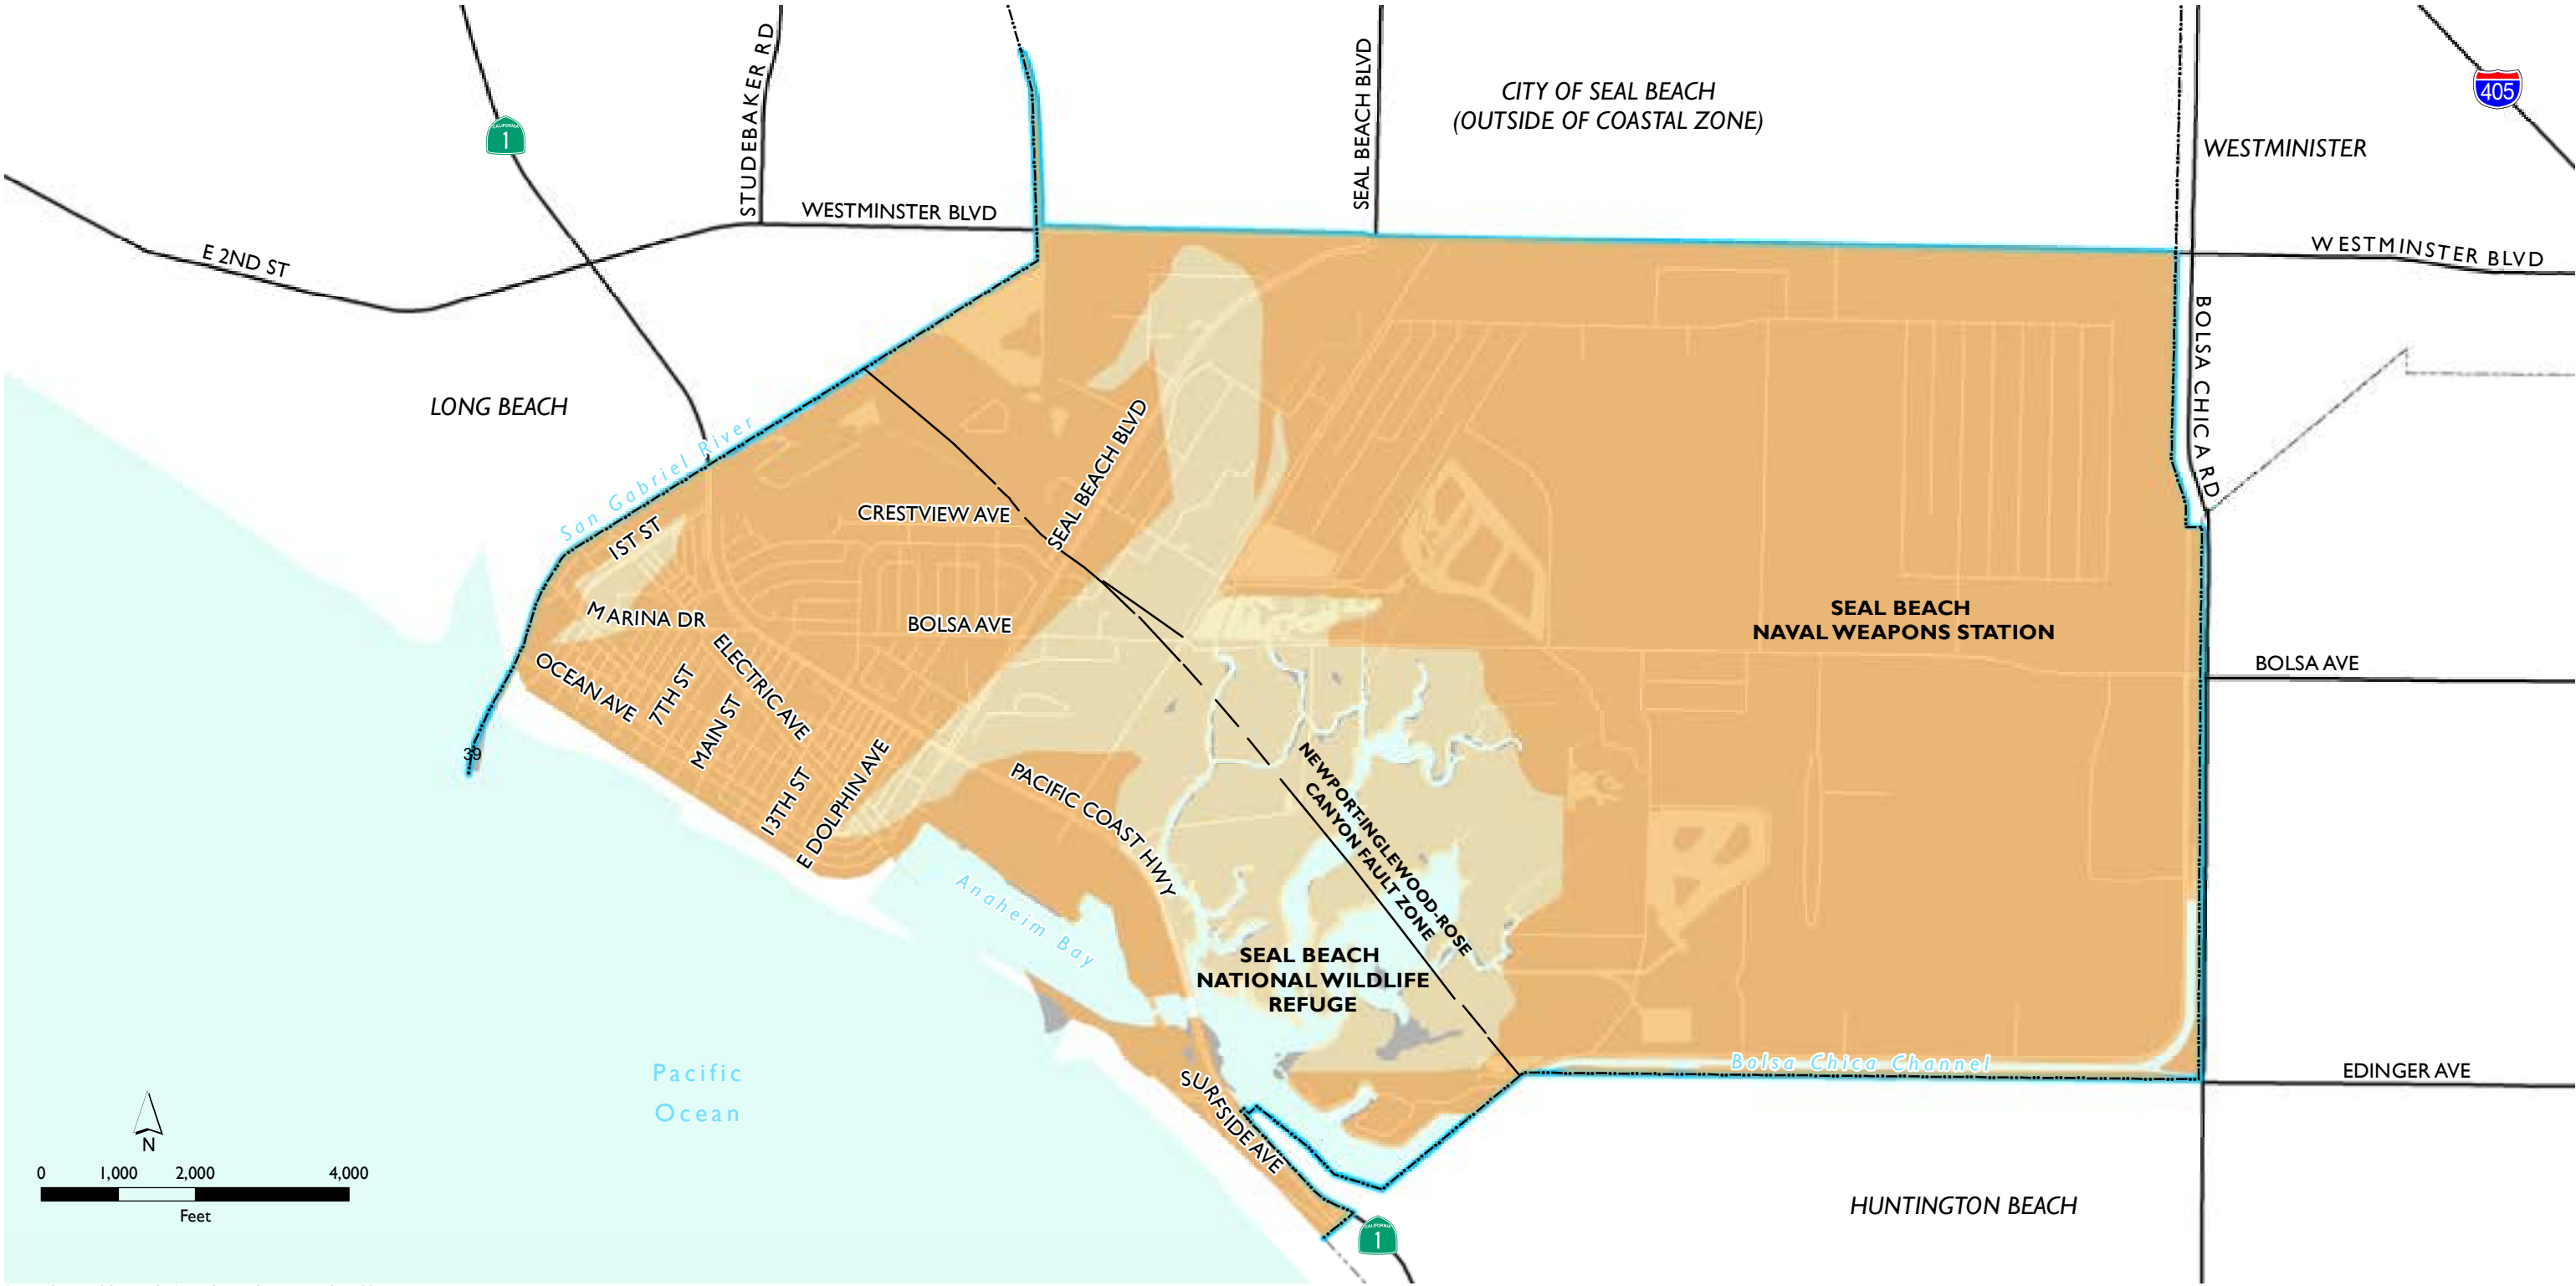 STUDEBAKER RD
SEAL BEACH BLVD
CITY OF SEAL BEACH
(OUTSIDE OF COASTAL ZONE)
405
CALIFORNIA
1
WESTMINISTER
WESTMINSTER BLVD
E 2ND ST
WESTMINSTER BLVD
BOLSA CHICA RD
LONG BEACH
San Gabriel River
SEAL BEACH BLVD
CRESTVIEW AVE
1ST ST
MARINA DR
BOLSA AVE
SEAL BEACH
NAVAL WEAPONS STATION
BOLSA AVE
OCEAN AVE
7TH ST
ELECTRIC AVE
MAIN ST
39
13TH ST
E DOLPHIN AVE
PACIFIC COAST HWY
NEWPORT-INGLEWOOD-ROSE
CANYON FAULT ZONE
Anaheim Bay
SEAL BEACH
NATIONAL WILDLIFE
REFUGE
Pacific
Ocean
Bolsa Chica Channel
EDINGER AVE
SURFSIDE AVE
N
0 1,000 2,000 4,000
Feet
HUNTINGTON BEACH
CALIFORNIA
1